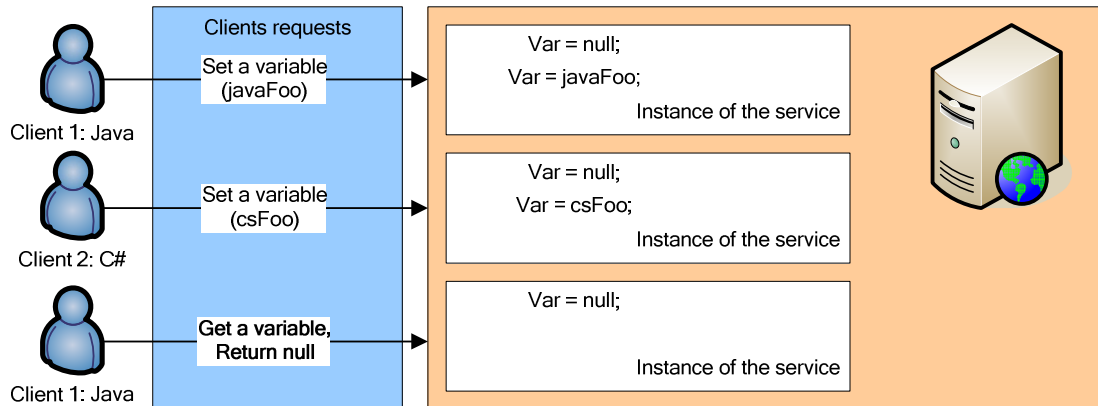 Clients requests
Var = null;
Set a variable
(javaFoo)
Var = javaFoo;
Instance of the service
Client 1: Java
Var = null;
Set a variable
(csFoo)
Var = csFoo;
Instance of the service
Client 2: C#
Var = null;
Get a variable,
Return null
Instance of the service
Client 1: Java